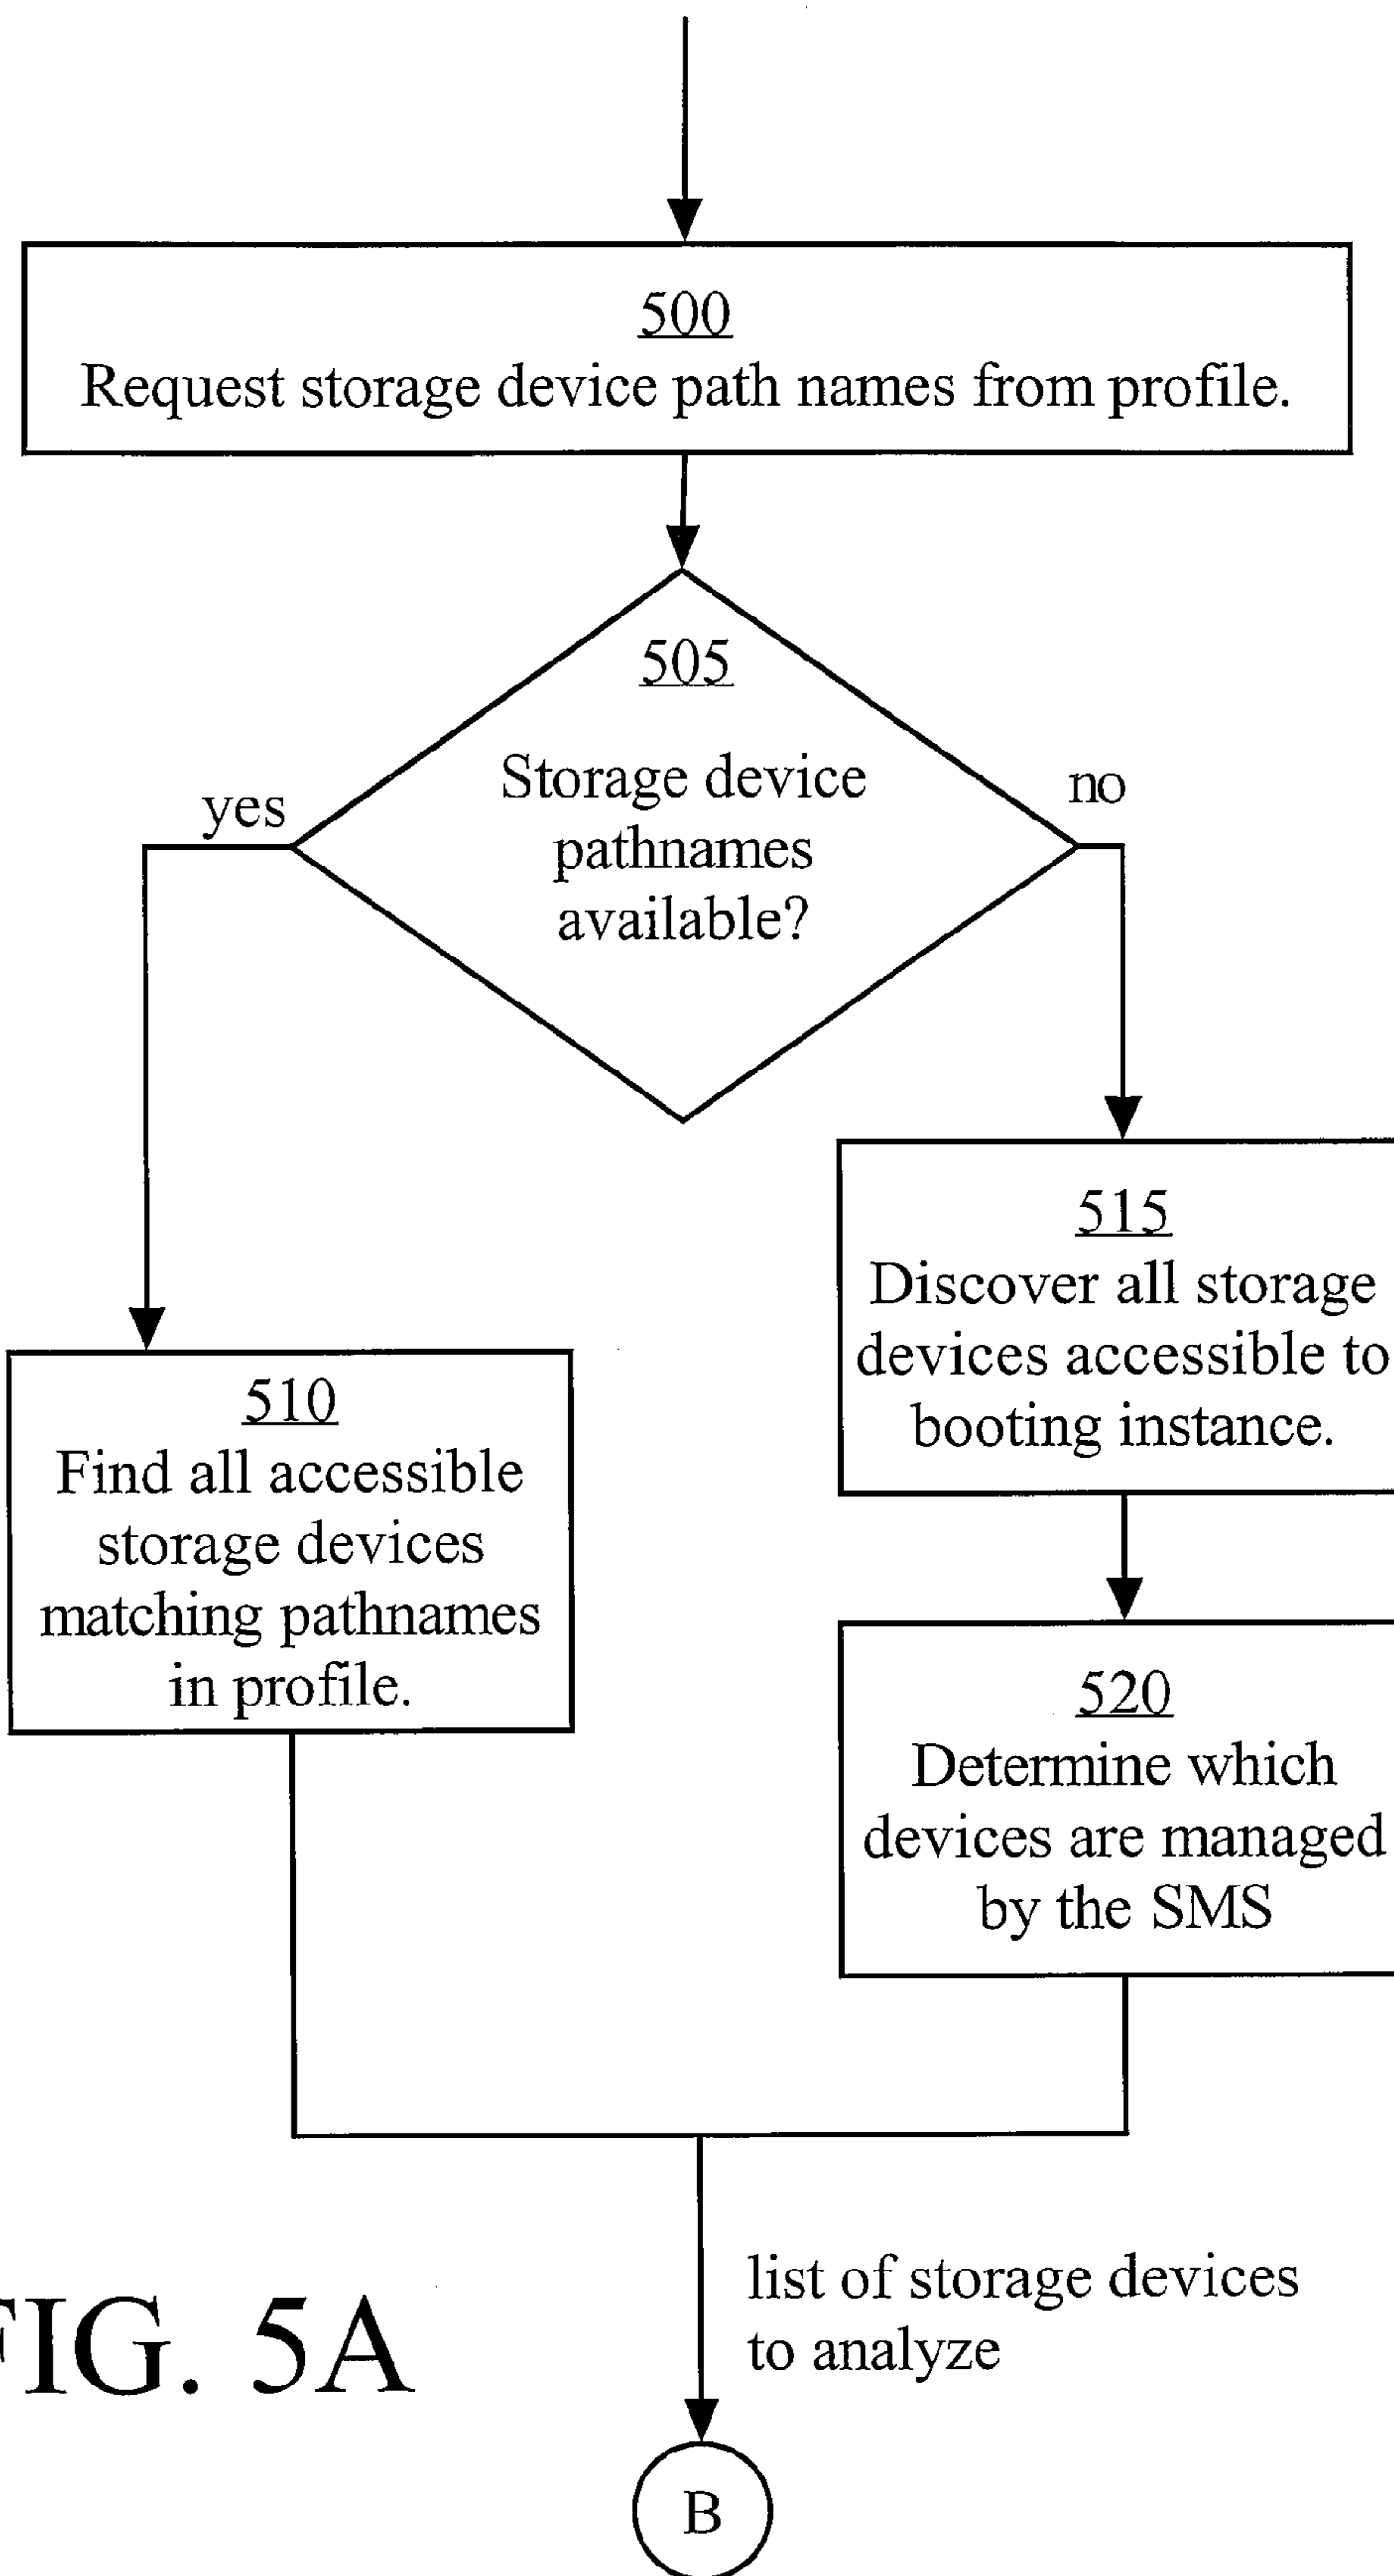 500
Request storage device path names from profile.
505
Storage device
pathnames
available?
yes
no
515
Discover all storage
devices accessible to
booting instance.
510
Find all accessible
storage devices
matching pathnames
in profile.
520
Determine which
devices are managed
by the SMS
list of storage devices
to analyze
FIG. 5A
B